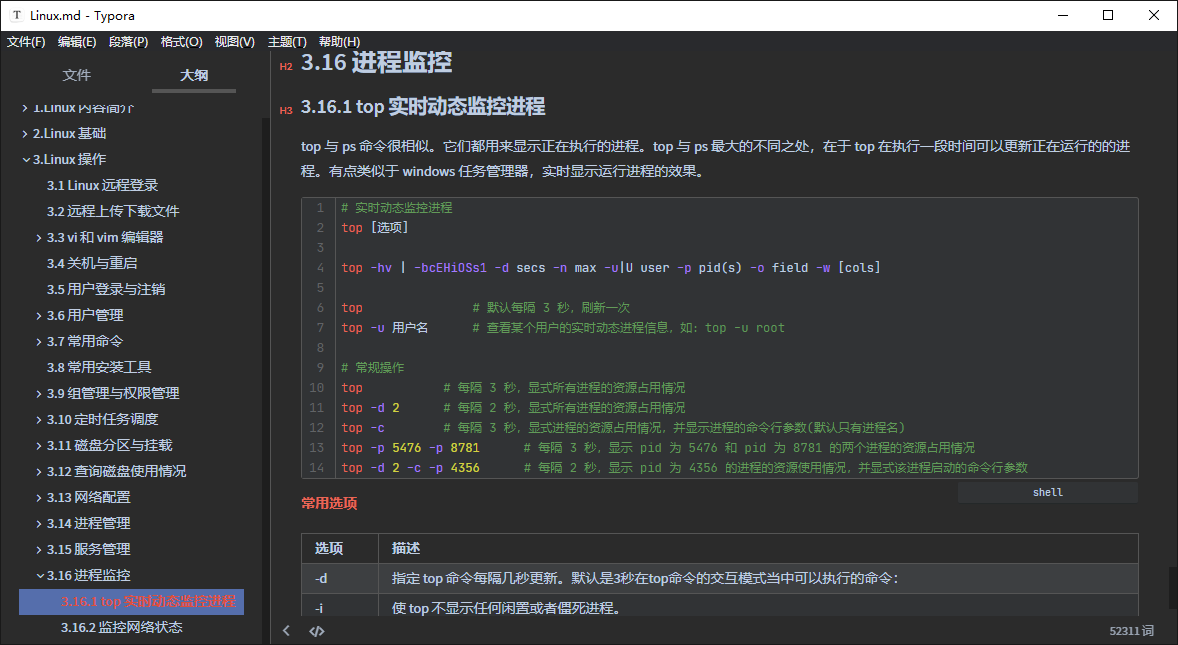 Linux.md - Typora
文件(F) 编辑(E) 段落(P) 格式(O) 视图(V) 主题(T) 帮助(H)
文件 大纲
1.Linux 内容简介
2.Linux 基础
3.Linux 操作
3.1 Linux 远程登录
3.2 远程上传下载文件
3.3 vi 和 vim 编辑器
3.4 关机与重启
3.5 用户登录与注销
3.6 用户管理
3.7 常用命令
3.8 常用安装工具
3.9 组管理与权限管理
3.10 定时任务调度
3.11 磁盘分区与挂载
3.12 查询磁盘使用情况
3.13 网络配置
3.14 进程管理
3.15 服务管理
3.16 进程监控
3.16.1 top 实时动态监控进程
3.16.2 监控网络状态
H2 3.16 进程监控
H3 3.16.1 top 实时动态监控进程
top 与 ps 命令很相似。它们都用来显示正在执行的进程。top 与 ps 最大的不同之处，在于 top 在执行一段时间可以更新正在运行的的进
程。有点类似于 windows 任务管理器，实时显示运行进程的效果。
1 # 实时动态监控进程
2 top [选项]
3
4 top -hv | -bcEHiOSs1 -d secs -n max -u|U user -p pid(s) -o field -w [cols]
5
6 top # 默认每隔 3 秒，刷新一次
7 top -u 用户名 # 查看某个用户的实时动态进程信息，如：top -u root
8
9 # 常规操作
10 top # 每隔 3 秒，显式所有进程的资源占用情况
11 top -d 2 # 每隔 2 秒，显式所有进程的资源占用情况
12 top -c # 每隔 3 秒，显式进程的资源占用情况，并显示进程的命令行参数(默认只有进程名)
13 top -p 5476 -p 8781 # 每隔 3 秒，显示 pid 为 5476 和 pid 为 8781 的两个进程的资源占用情况
14 top -d 2 -c -p 4356 # 每隔 2 秒，显示 pid 为 4356 的进程的资源使用情况，并显式该进程启动的命令行参数
shell
常用选项
选项 描述
-d 指定 top 命令每隔几秒更新。默认是3秒在top命令的交互模式当中可以执行的命令：
-i 使 top 不显示任何闲置或者僵死进程。
52311 词